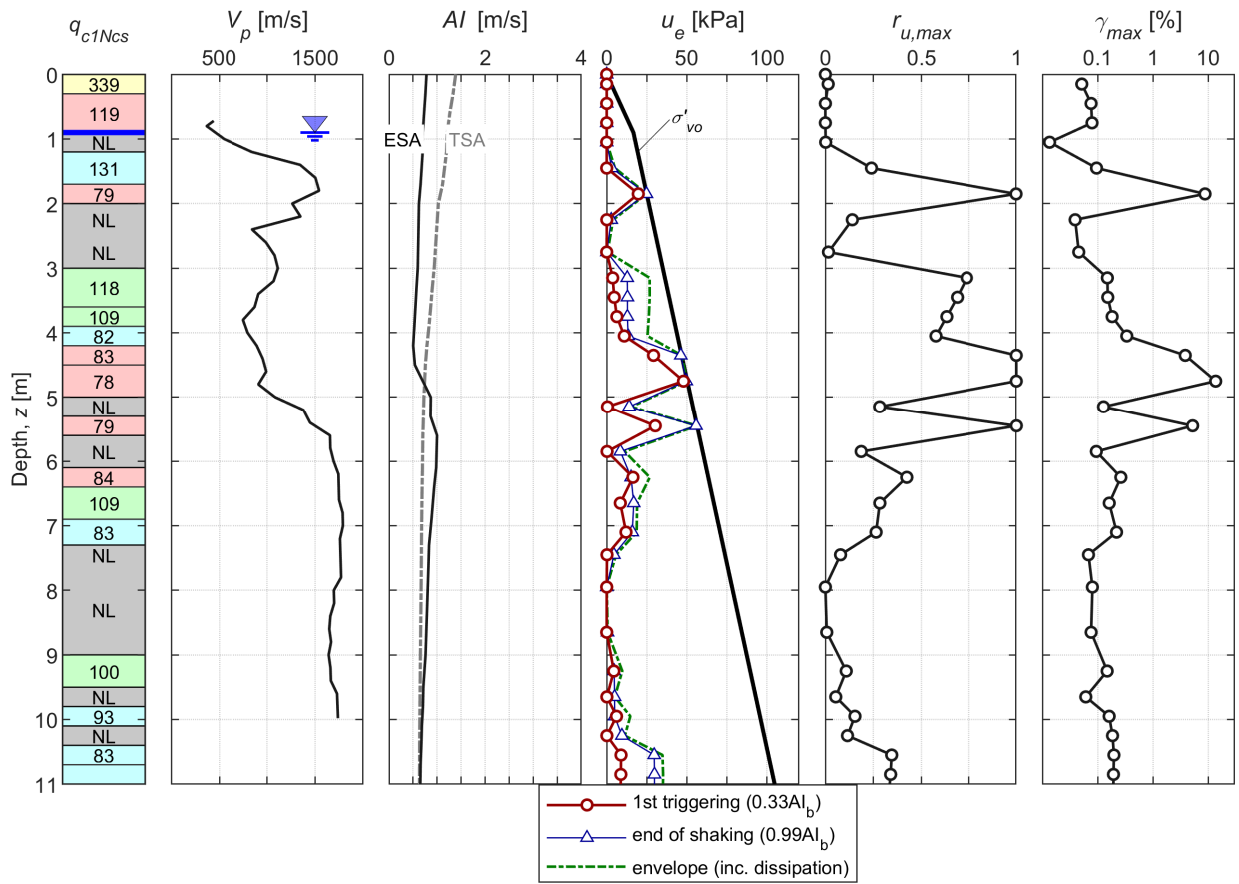 q_c1Ncs
V_p [m/s]
AI [m/s]
u_e [kPa]
r_u,max
γ_max [%]
500 1500
0 2 4
0 50 100
0 0.5 1
0.1 1 10
Depth, z [m]
0
1
2
3
4
5
6
7
8
9
10
11
339
119
NL
131
79
NL
NL
118
109
82
83
78
NL
79
NL
84
109
83
NL
NL
100
NL
93
NL
83
ESA
TSA
σ'_vo
1st triggering (0.33AI_b)
end of shaking (0.99AI_b)
envelope (inc. dissipation)